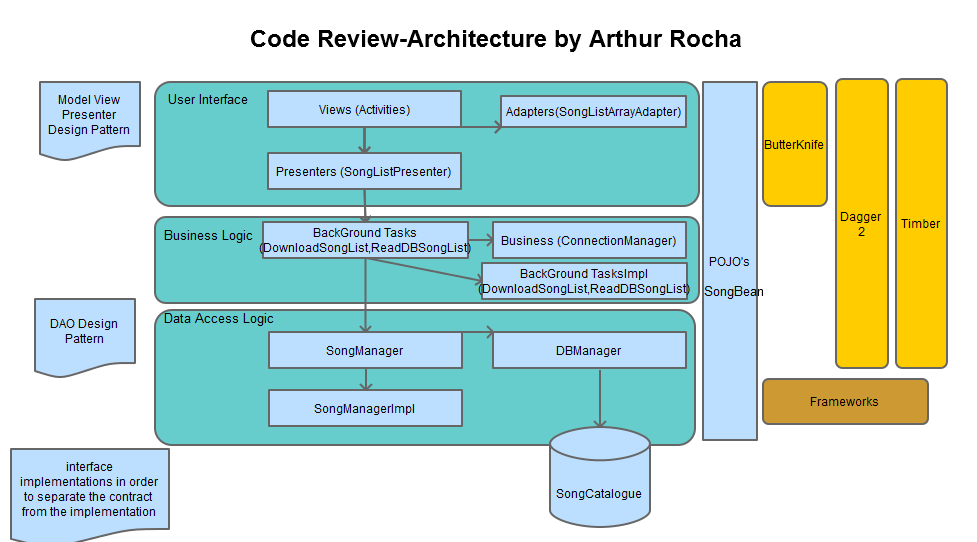 Code Review-Architecture by Arthur Rocha
Model View
Presenter
Design Pattern
User Interface
Views (Activities)
Adapters(SongListArrayAdapter)
Presenters (SongListPresenter)
Business Logic
BackGround Tasks
(DownloadSongList,ReadDBSongList)
Business (ConnectionManager)
BackGround TasksImpl
(DownloadSongList,ReadDBSongList)
DAO Design
Pattern
Data Access Logic
SongManager
DBManager
SongManagerImpl
SongCatalogue
interface
implementations in order
to separate the contract
from the implementation
POJO's
SongBean
ButterKnife
Dagger
2
Timber
Frameworks